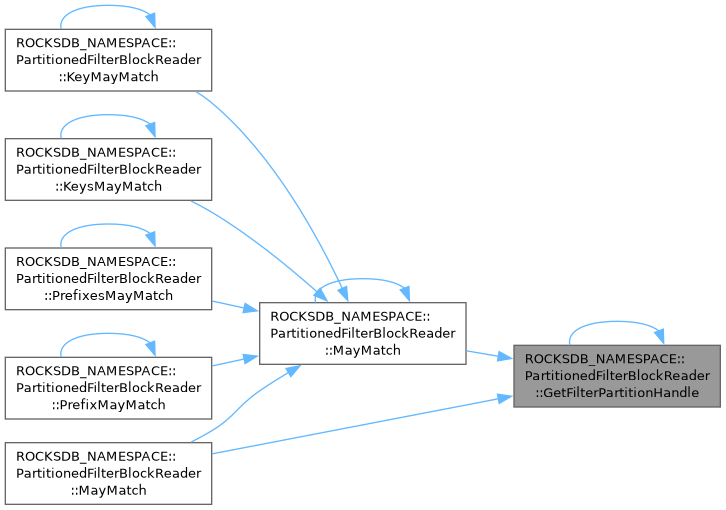 ROCKSDB_NAMESPACE::
PartitionedFilterBlockReader
::KeyMayMatch
ROCKSDB_NAMESPACE::
PartitionedFilterBlockReader
::KeysMayMatch
ROCKSDB_NAMESPACE::
PartitionedFilterBlockReader
::PrefixesMayMatch
ROCKSDB_NAMESPACE::
PartitionedFilterBlockReader
::PrefixMayMatch
ROCKSDB_NAMESPACE::
PartitionedFilterBlockReader
::MayMatch
ROCKSDB_NAMESPACE::
PartitionedFilterBlockReader
::MayMatch
ROCKSDB_NAMESPACE::
PartitionedFilterBlockReader
::GetFilterPartitionHandle